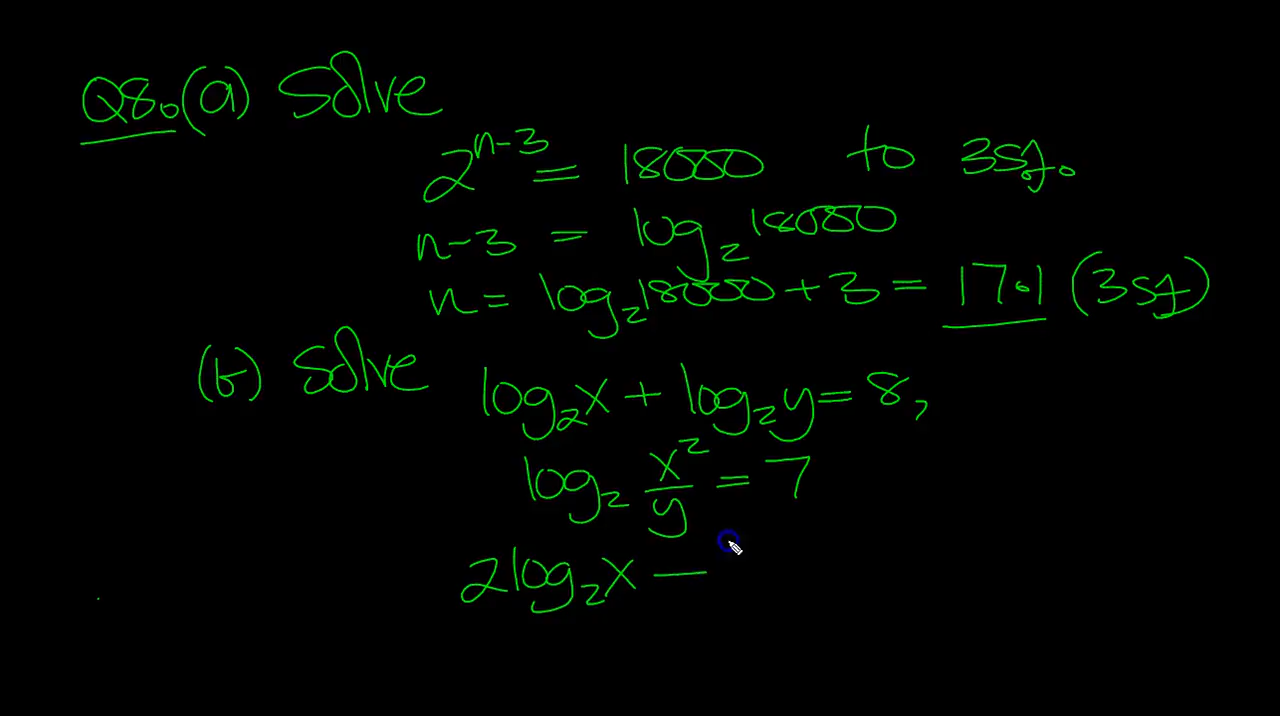 Q8. (a) Solve
2^{n-3} = 18000 to 3s.f.
n-3 = log₂ 18000
n = log₂ 18000 + 3 = 17.1 (3sf)
(b) Solve log₂x + log₂y = 8,
log₂ x²/y = 7
2log₂x —